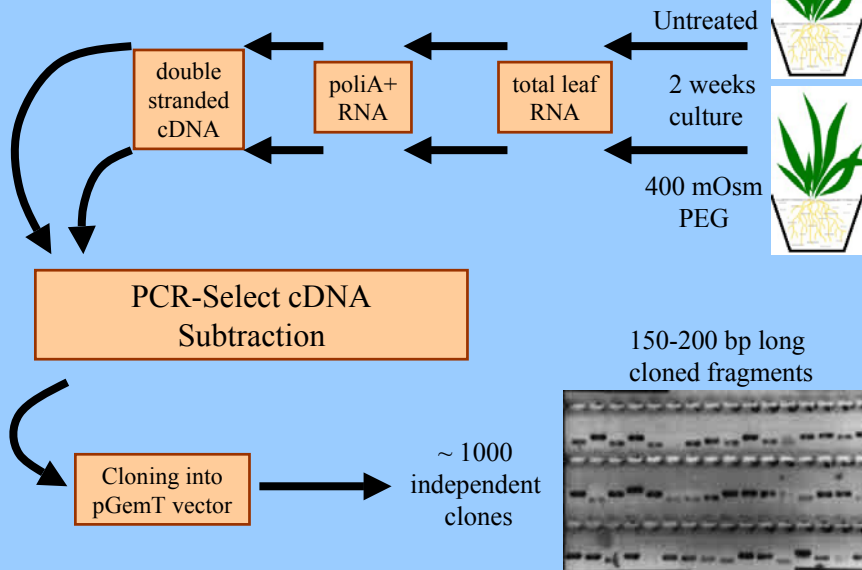 Untreated
2 weeks
culture
400 mOsm
PEG
total leaf
RNA
poliA+
RNA
double
stranded
cDNA
PCR-Select cDNA
Subtraction
Cloning into
pGemT vector
~ 1000
independent
clones
150-200 bp long
cloned fragments